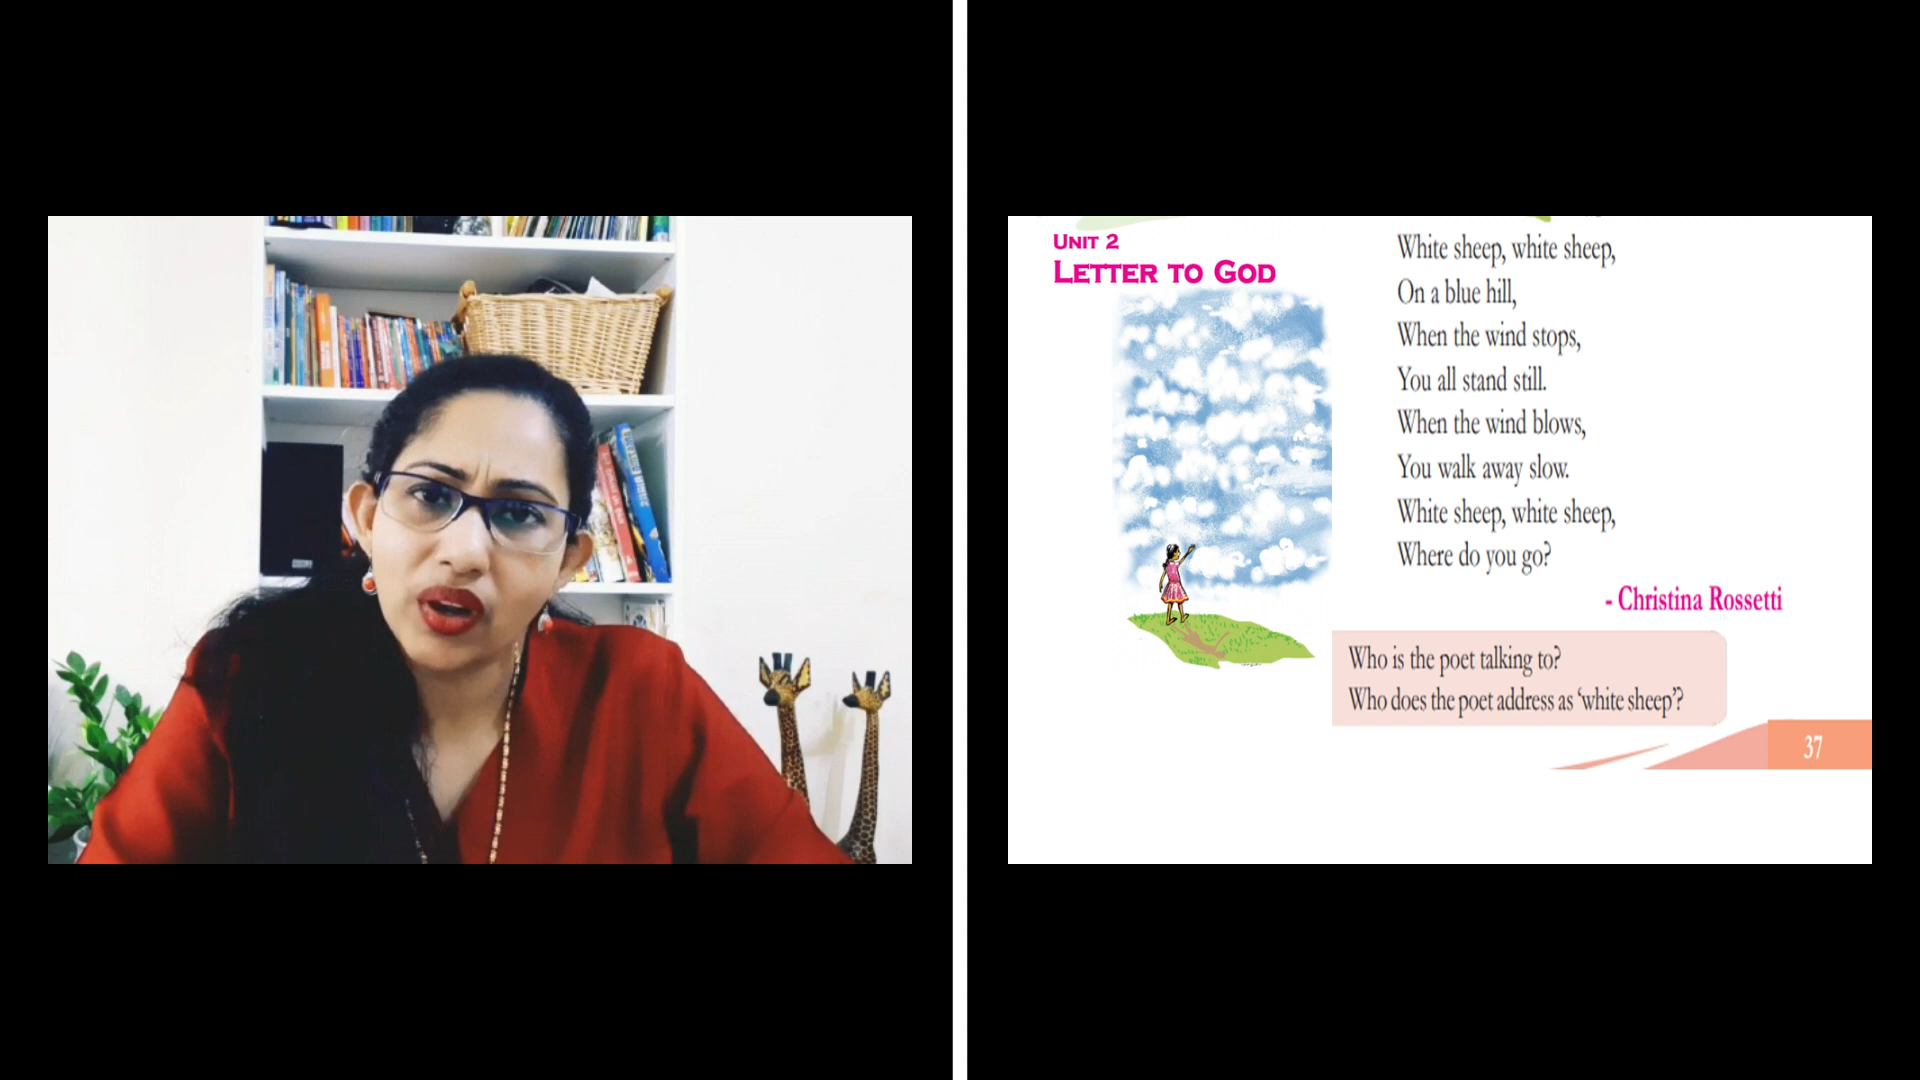 UNIT 2
LETTER TO GOD
White sheep, white sheep,
On a blue hill,
When the wind stops,
You all stand still.
When the wind blows,
You walk away slow.
White sheep, white sheep,
Where do you go?
- Christina Rossetti
Who is the poet talking to?
Who does the poet address as ‘white sheep’?
37